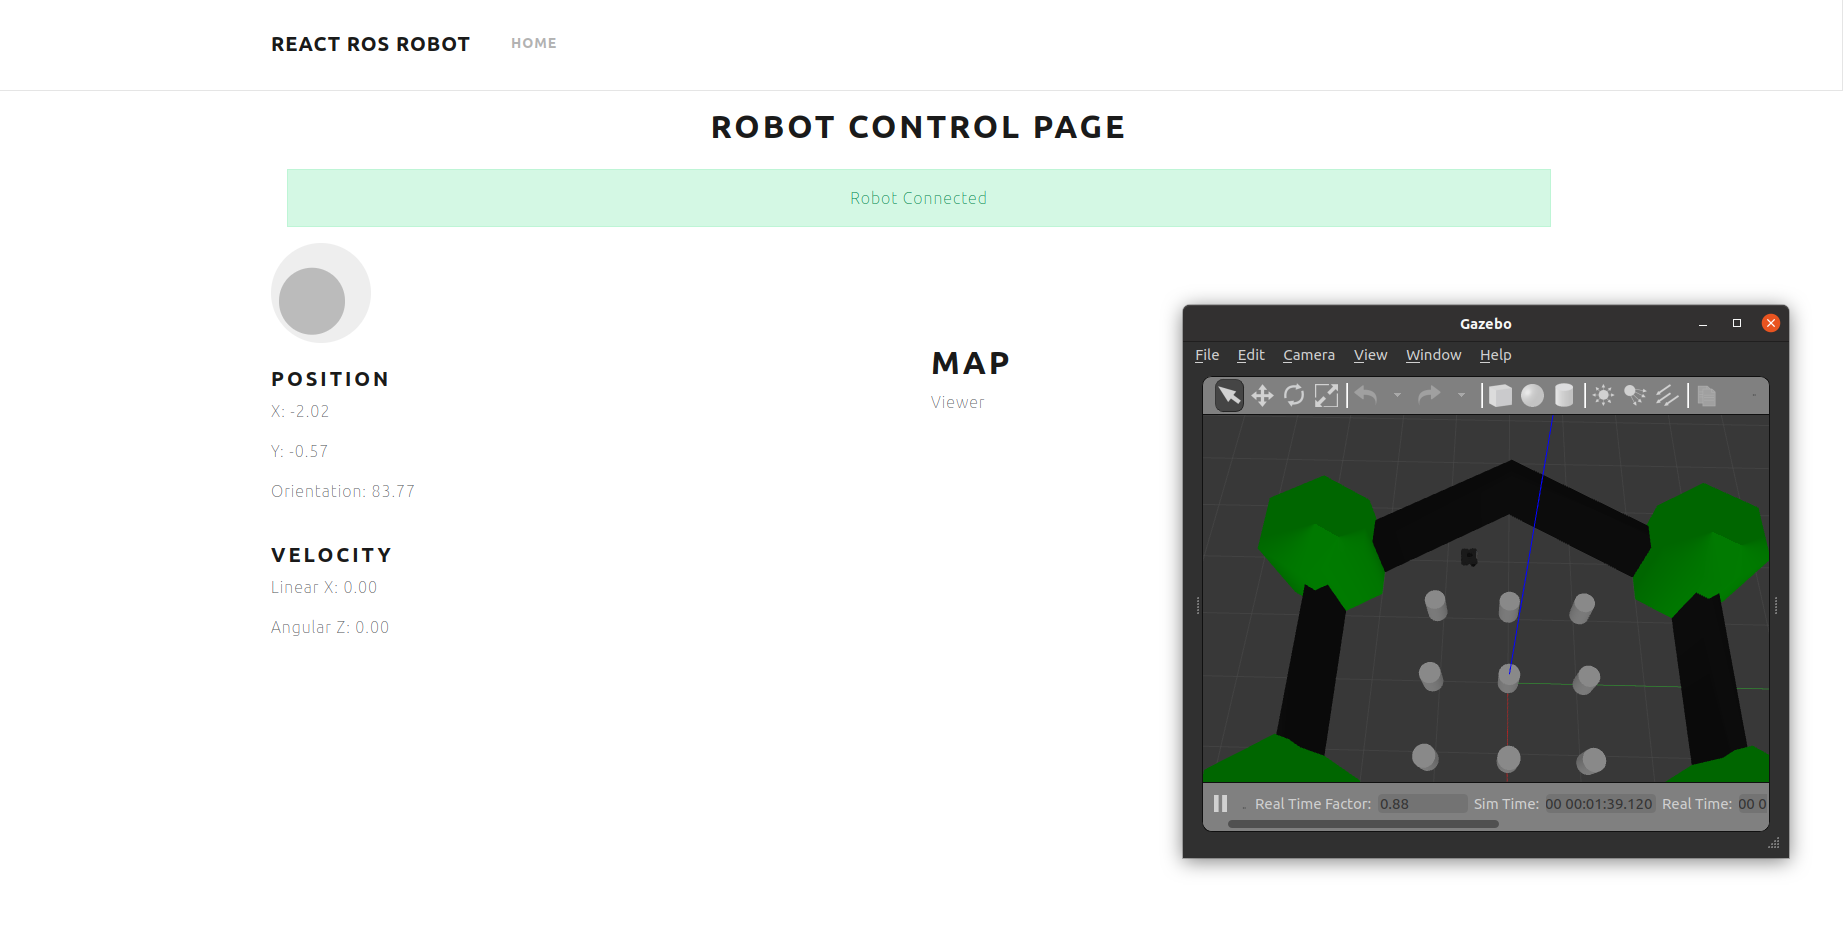 REACT ROS ROBOT HOME
ROBOT CONTROL PAGE
Robot Connected
POSITION
X: -2.02
Y: -0.57
Orientation: 83.77
VELOCITY
Linear X: 0.00
Angular Z: 0.00
MAP
Viewer
Gazebo
File Edit Camera View Window Help
Real Time Factor: 0.88 Sim Time: 00 00:01:39.120 Real Time: 00 0